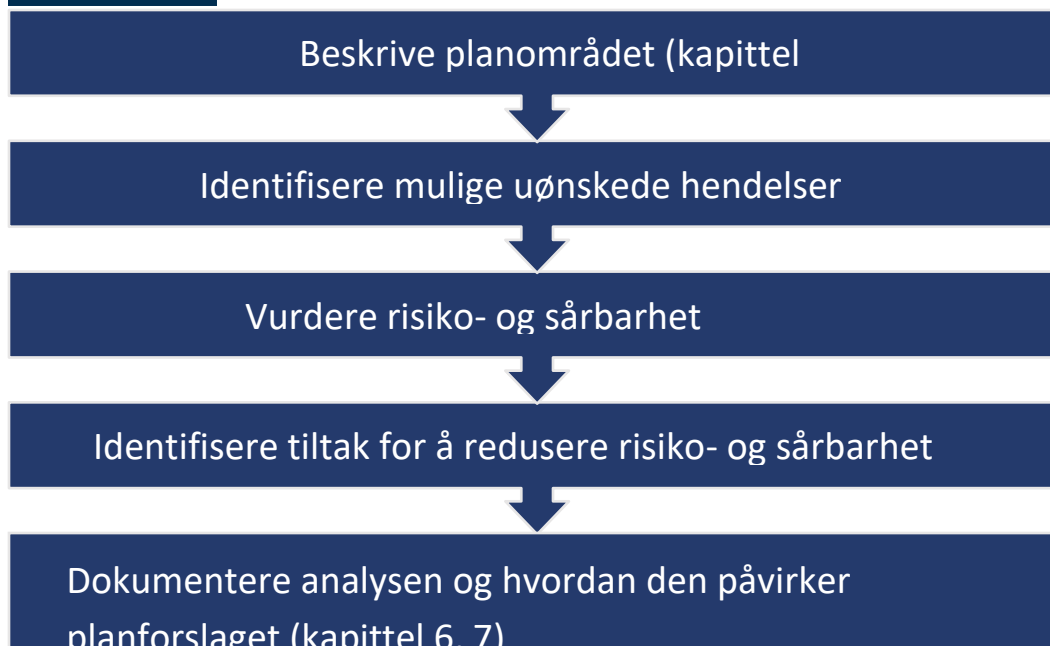 Beskrive planområdet (kapittel
Identifisere mulige uønskede hendelser
Vurdere risiko- og sårbarhet
Identifisere tiltak for å redusere risiko- og sårbarhet
Dokumentere analysen og hvordan den påvirker
planforslaget (kapittel 6, 7)